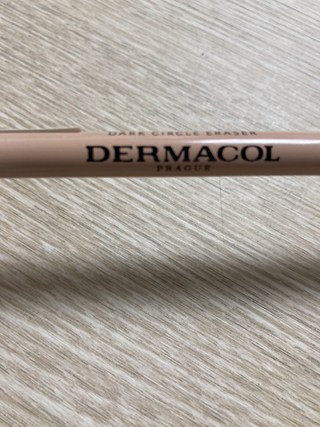 DARK CIRCLE ERASER
DERMACOL
PRAGUE